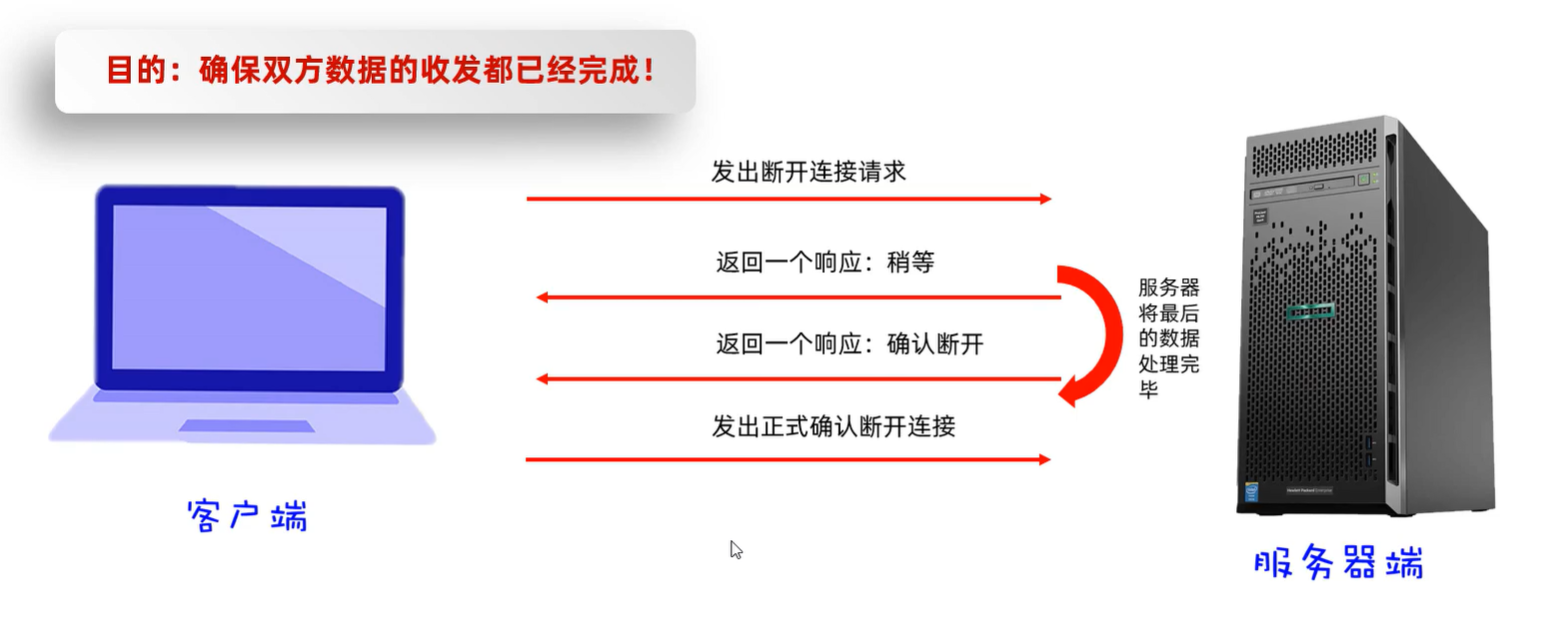 目的：确保双方数据的收发都已经完成！
发出断开连接请求
返回一个响应：稍等
服务器
将最后
的数据
处理完
毕
返回一个响应：确认断开
发出正式确认断开连接
客户端
服务器端